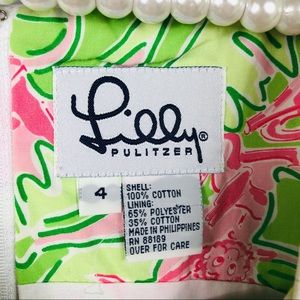 Lilly®
PULITZER
4
SHELL:
100% COTTON
LINING:
65% POLYESTER
35% COTTON
MADE IN PHILIPPINES
RN 88189
OVER FOR CARE